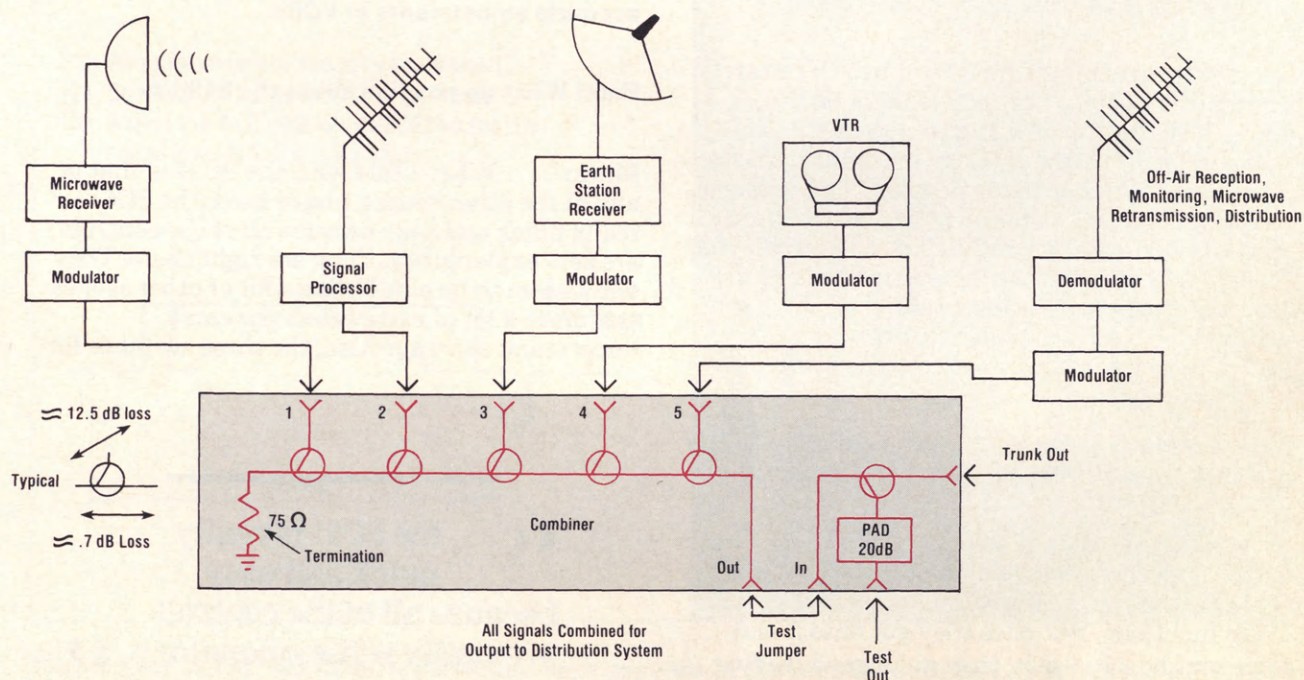 VTR
Off-Air Reception,
Monitoring, Microwave
Retransmission, Distribution
Microwave
Receiver
Earth
Station
Receiver
Modulator
Signal
Processor
Modulator
Modulator
Demodulator
Modulator
≈ 12.5 dB loss
Typical
≈ .7 dB Loss
1
2
3
4
5
75 Ω
Termination
Combiner
Out
In
PAD
20dB
Trunk Out
All Signals Combined for
Output to Distribution System
Test
Jumper
Test
Out